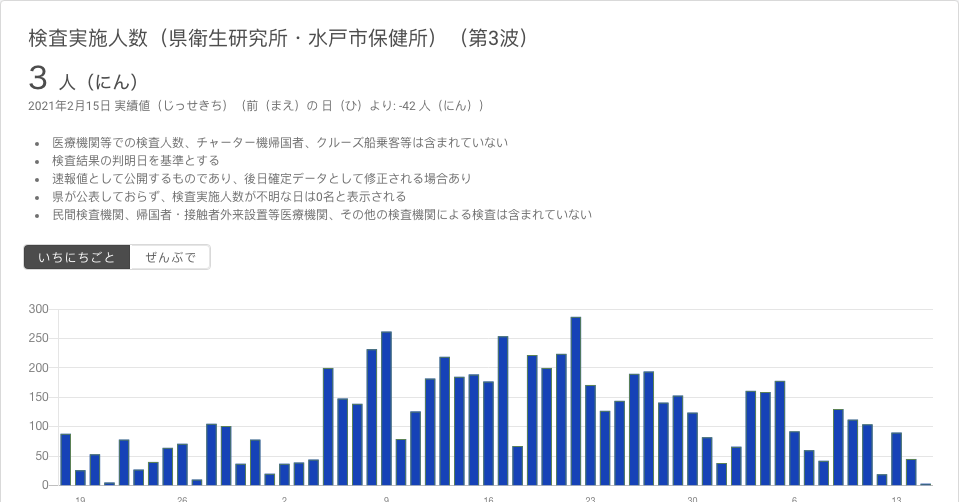 検査実施人数（県衛生研究所・水戸市保健所）（第3波）
3 人（にん）
2021年2月15日 実績値（じっせきち）（前（まえ）の 日（ひ）より: -42 人（にん））
• 医療機関等での検査人数、チャーター機帰国者、クルーズ船乗客等は含まれていない
• 検査結果の判明日を基準とする
• 速報値として公開するものであり、後日確定データとして修正される場合あり
• 県が公表しておらず、検査実施人数が不明な日は0名と表示される
• 民間検査機関、帰国者・接触者外来設置等医療機関、その他の検査機関による検査は含まれていない
いちにちごと ぜんぶで
300
250
200
150
100
50
0
19 26 2 9 16 23 30 6 13